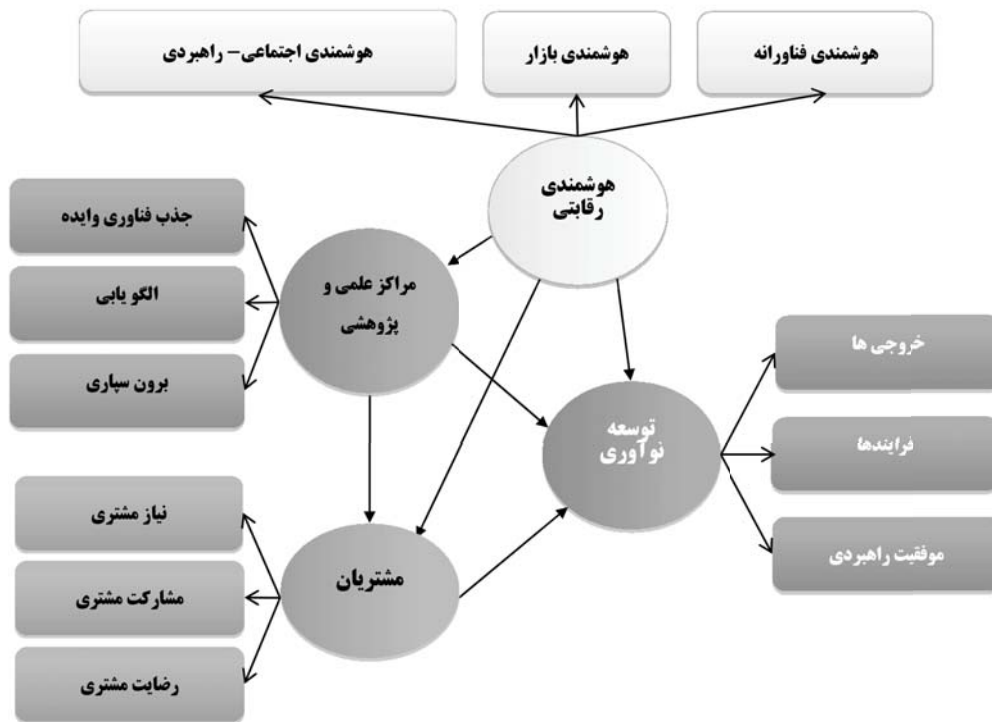 هوشمندی فناورانه
هوشمندی بازار
هوشمندی اجتماعی- راهبردی
هوشمندی
رقابتی
جذب فناوری وایده
الگو یابی
برون سپاری
مراکز علمی و
پژوهشی
خروجی ها
فرایندها
موفقیت راهبردی
توسعه
نوآوری
مشتریان
نیاز مشتری
مشارکت مشتری
رضایت مشتری